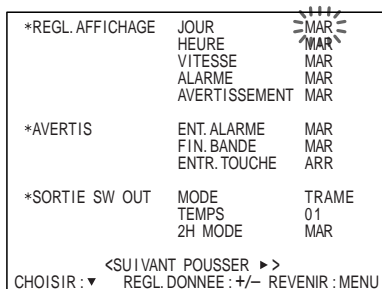 *REGL.AFFICHAGE JOUR MAR
HEURE MAR
VITESSE MAR
ALARME MAR
AVERTISSEMENT MAR
*AVERTIS ENT.ALARME MAR
FIN.BANDE MAR
ENTR.TOUCHE ARR
*SORTIE SW OUT MODE TRAME
TEMPS 01
2H MODE MAR
<SUIVANT POUSSER ►>
CHOISIR:▼ REGL.DONNEE:+/− REVENIR:MENU